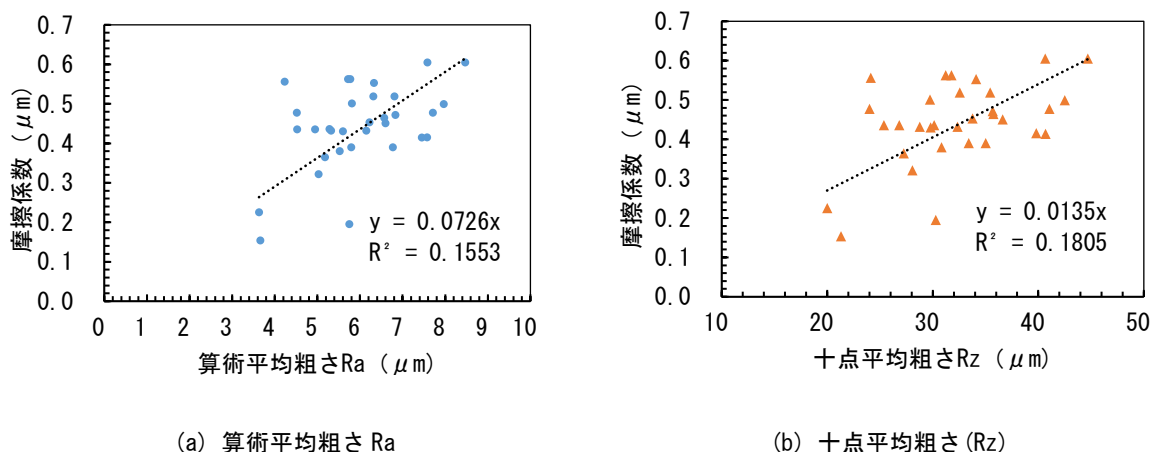 0.7
0.6
0.5
0.4
0.3
0.2
0.1
0.0
摩擦係数(μm)
y = 0.0726x
R² = 0.1553
0 1 2 3 4 5 6 7 8 9 10
算術平均粗さRa(μm)
(a) 算術平均粗さ Ra
0.7
0.6
0.5
0.4
0.3
0.2
0.1
0.0
摩擦係数(μm)
y = 0.0135x
R² = 0.1805
10 20 30 40 50
十点平均粗さRz(μm)
(b) 十点平均粗さ(Rz)